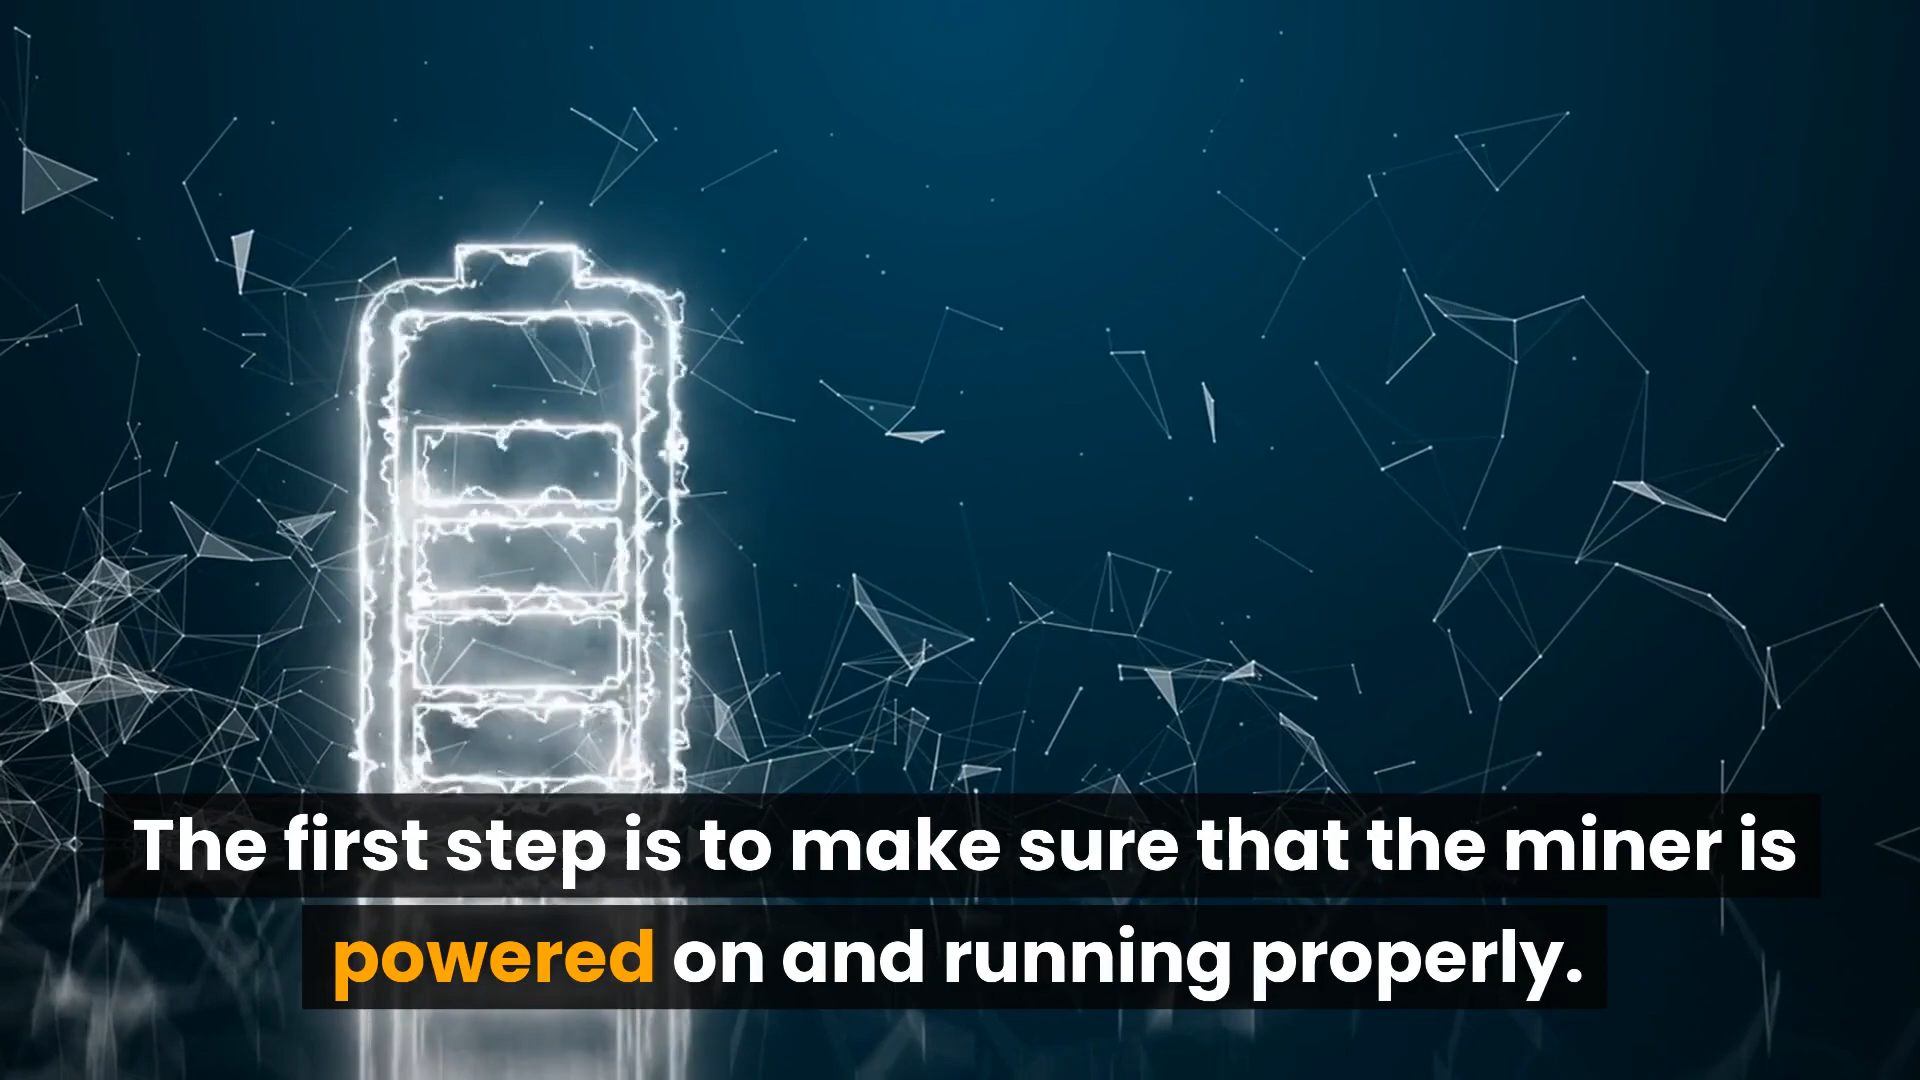 The first step is to make sure that the miner is
powered on and running properly.